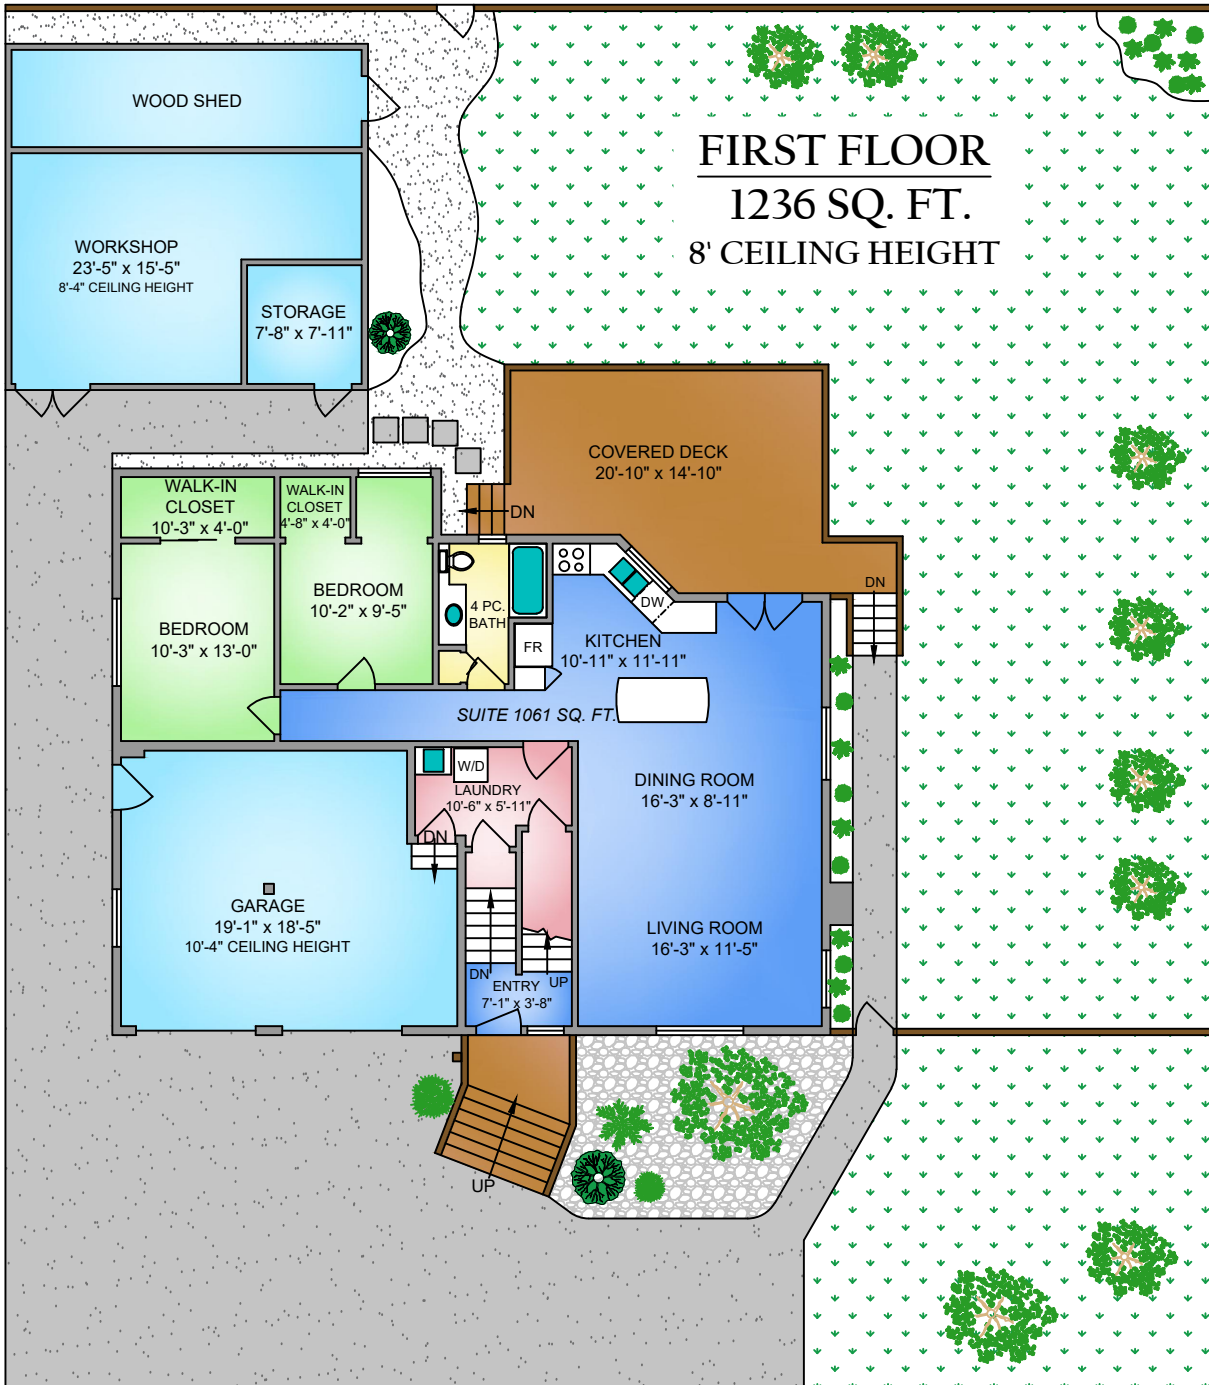 WOOD SHED
FIRST FLOOR
1236 SQ. FT.
8' CEILING HEIGHT
WORKSHOP
23'-5" x 15'-5"
8'-4" CEILING HEIGHT
STORAGE
7'-8" x 7'-11"
COVERED DECK
20'-10" x 14'-10"
DN
WALK-IN
CLOSET
10'-3" x 4'-0"
WALK-IN
CLOSET
4'-8" x 4'-0"
BEDROOM
10'-2" x 9'-5"
BEDROOM
10'-3" x 13'-0"
4 PC.
BATH
DW
DN
FR
KITCHEN
10'-11" x 11'-11"
SUITE 1061 SQ. FT.
W/D
LAUNDRY
10'-6" x 5'-11"
DINING ROOM
16'-3" x 8'-11"
DN
GARAGE
19'-1" x 18'-5"
10'-4" CEILING HEIGHT
LIVING ROOM
16'-3" x 11'-5"
DN
UP
ENTRY
7'-1" x 3'-8"
UP